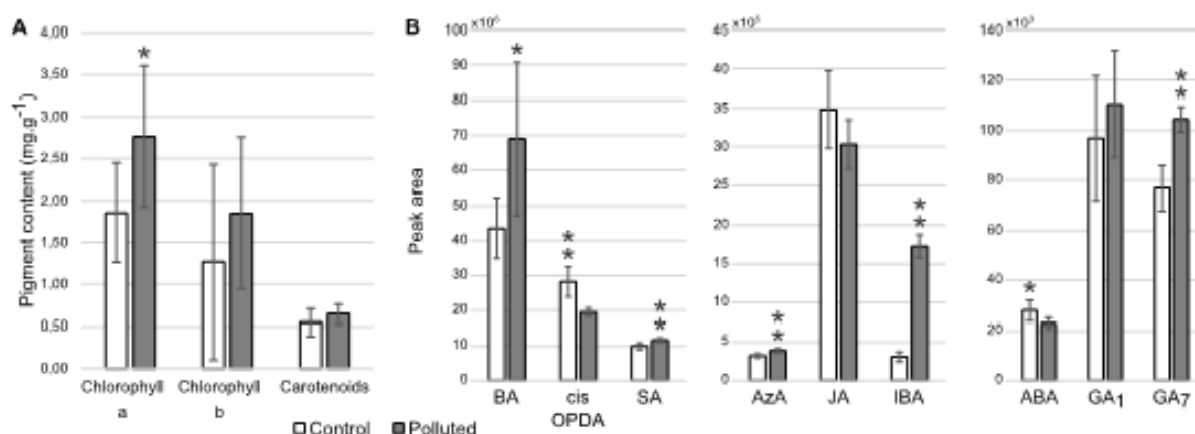 A
4,00
3,50
3,00
2,50
2,00
1,50
1,00
0,50
0,00
Pigment content (mg.g⁻¹)
*
Chlorophyll a
Chlorophyll b
Carotenoids
Control
Polluted
B
Peak area
100
90
80
70
60
50
40
30
20
10
0
*
**
**
BA
cis OPDA
SA
45
40
35
30
25
20
15
10
5
0
**
**
AzA
JA
IBA
140
120
100
80
60
40
20
0
*
**
ABA
GA₁
GA₇